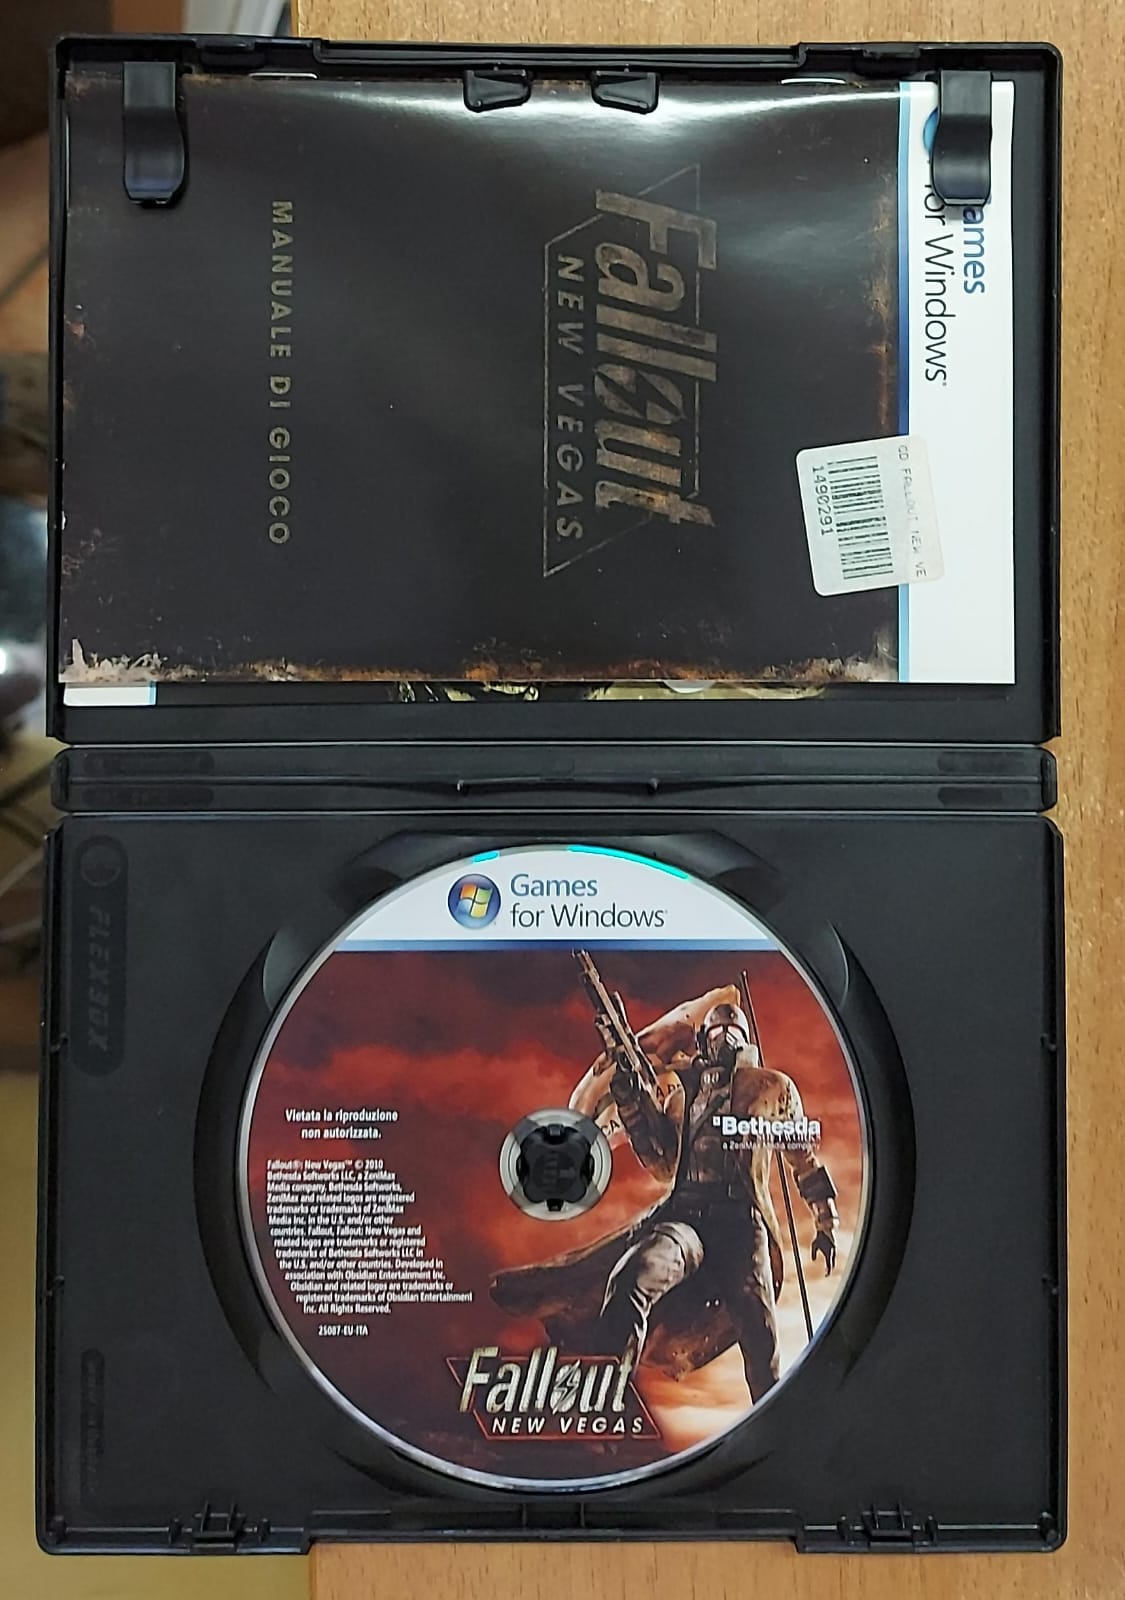 Games
for Windows
Fallout
NEW VEGAS
MANUALE DI GIOCO
CD FALLOUT NEW VE
1490291
FLEXBOX
Games
for Windows
Vietata la riproduzione
non autorizzata.
Bethesda
SOFTWORKS
a ZeniMax Media company
Fallout®: New Vegas™ © 2010
Bethesda Softworks LLC, a ZeniMax
Media company. Bethesda Softworks,
ZeniMax and related logos are registered
trademarks or trademarks of ZeniMax
Media Inc. in the U.S. and/or other
countries. Fallout, Fallout: New Vegas and
related logos are trademarks or registered
trademarks of Bethesda Softworks LLC in
the U.S. and/or other countries. Developed in
association with Obsidian Entertainment Inc.
Obsidian and related logos are trademarks or
registered trademarks of Obsidian Entertainment
Inc. All Rights Reserved.
25087-EU-ITA
Fallout
NEW VEGAS